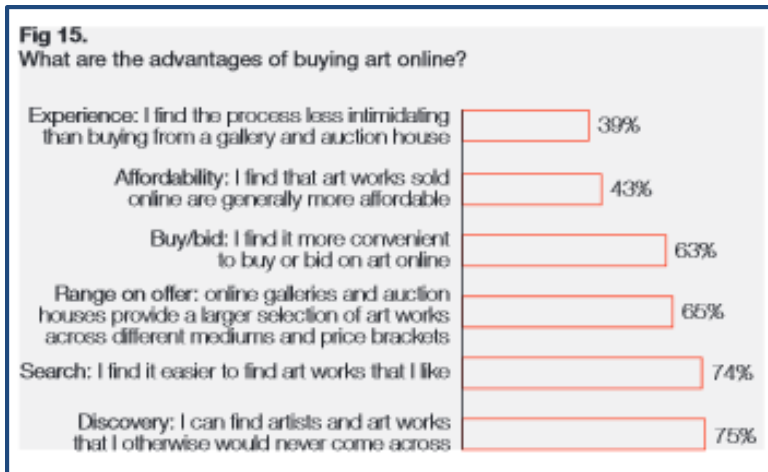 Fig 15.
What are the advantages of buying art online?
Experience: I find the process less intimidating
than buying from a gallery and auction house
39%
Affordability: I find that art works sold
online are generally more affordable
43%
Buy/bid: I find it more convenient
to buy or bid on art online
63%
Range on offer: online galleries and auction
houses provide a larger selection of art works
across different mediums and price brackets
65%
Search: I find it easier to find art works that I like
74%
Discovery: I can find artists and art works
that I otherwise would never come across
75%